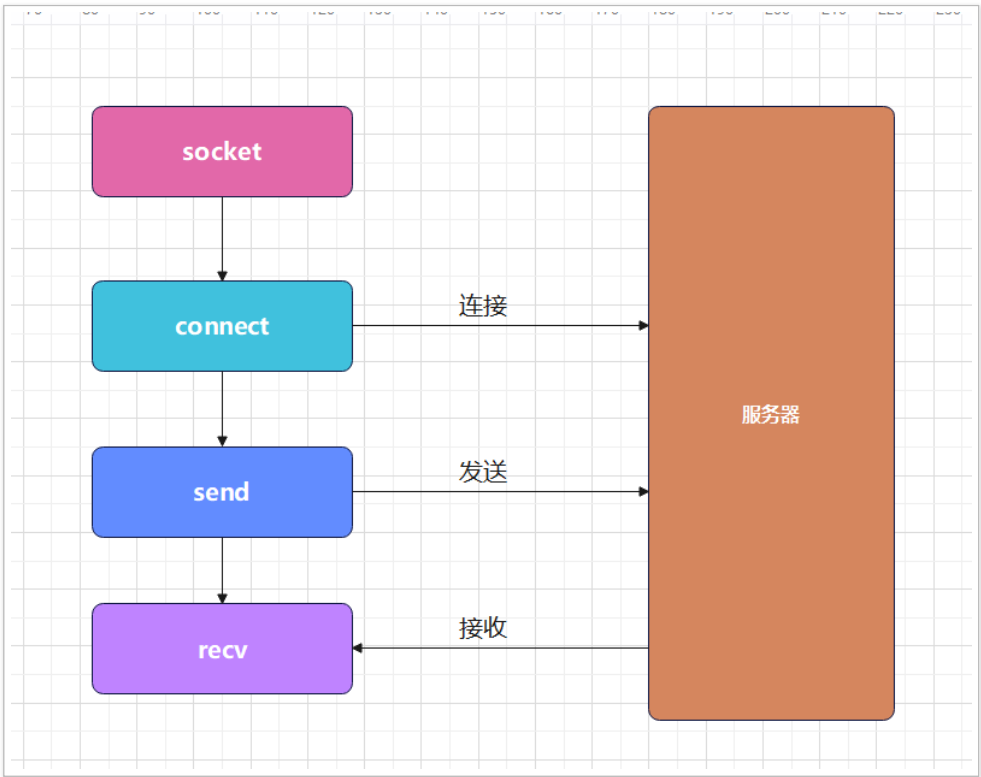 socket
connect
连接
服务器
send
发送
recv
接收